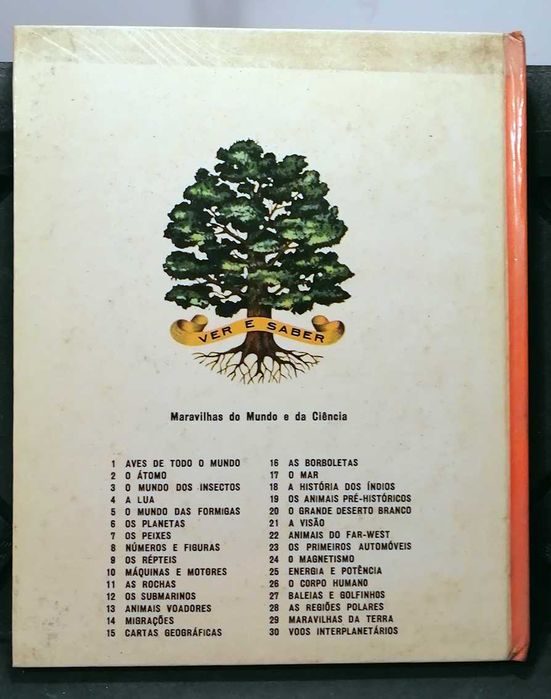 VER E SABER
Maravilhas do Mundo e da Ciência
1 AVES DE TODO O MUNDO
2 O ÁTOMO
3 O MUNDO DOS INSECTOS
4 A LUA
5 O MUNDO DAS FORMIGAS
6 OS PLANETAS
7 OS PEIXES
8 NÚMEROS E FIGURAS
9 OS RÉPTEIS
10 MÁQUINAS E MOTORES
11 AS ROCHAS
12 OS SUBMARINOS
13 ANIMAIS VOADORES
14 MIGRAÇÕES
15 CARTAS GEOGRÁFICAS
16 AS BORBOLETAS
17 O MAR
18 A HISTÓRIA DOS ÍNDIOS
19 OS ANIMAIS PRÉ-HISTÓRICOS
20 O GRANDE DESERTO BRANCO
21 A VISÃO
22 ANIMAIS DO FAR-WEST
23 OS PRIMEIROS AUTOMÓVEIS
24 O MAGNETISMO
25 ENERGIA E POTÊNCIA
26 O CORPO HUMANO
27 BALEIAS E GOLFINHOS
28 AS REGIÕES POLARES
29 MARAVILHAS DA TERRA
30 VOOS INTERPLANETÁRIOS